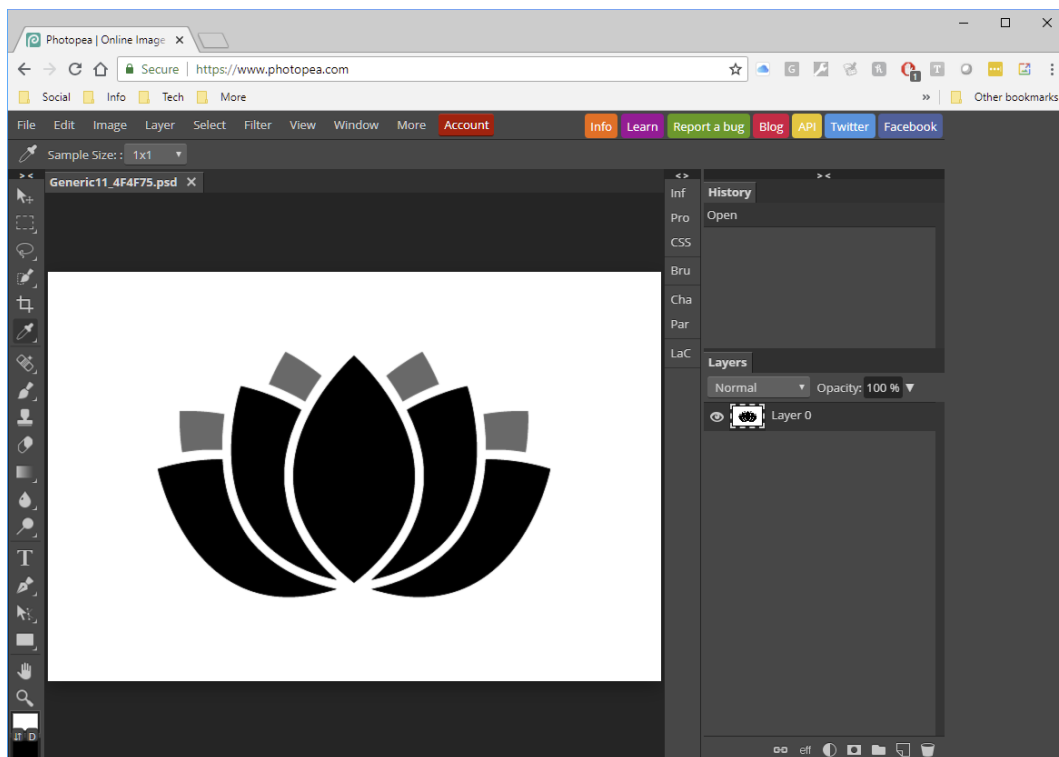 Photopea | Online Image
Secure | https://www.photopea.com
G
1
T
Social Info Tech More
» Other bookmarks
File Edit Image Layer Select Filter View Window More Account Info Learn Report a bug Blog API Twitter Facebook
Sample Size: : 1x1
> <
Generic11_4F4F75.psd
< >
> <
Inf
History
Pro
Open
CSS
Bru
Cha
Par
LaC
Layers
Normal Opacity: 100 %
Layer 0
T
D
eff